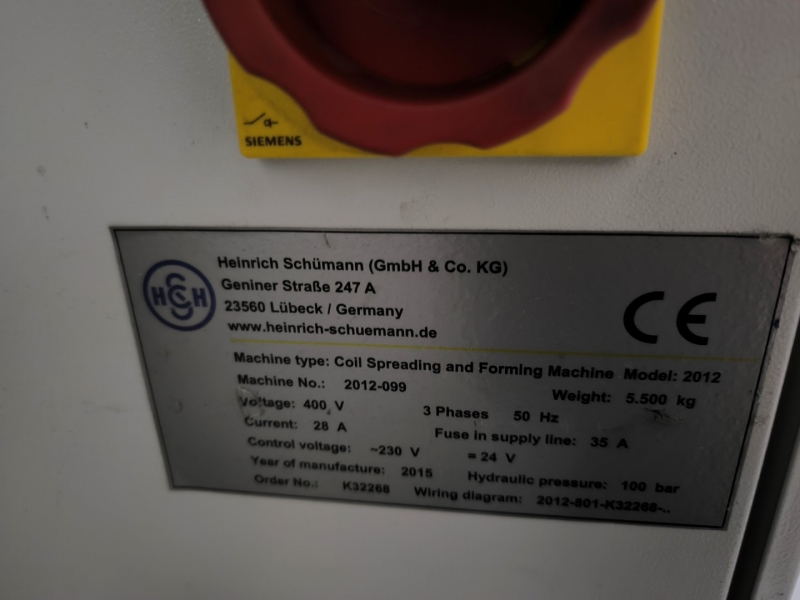 SIEMENS
HSCH
Heinrich Schümann (GmbH & Co. KG)
Geniner Straße 247 A
23560 Lübeck / Germany
www.heinrich-schuemann.de
CE
Machine type: Coil Spreading and Forming Machine Model: 2012
Machine No.: 2012-099 Weight: 5.500 kg
Voltage: 400 V 3 Phases 50 Hz
Current: 28 A Fuse in supply line: 35 A
Control voltage: ~230 V = 24 V
Year of manufacture: 2015 Hydraulic pressure: 100 bar
Order No.: K32268 Wiring diagram: 2012-801-K32268-..